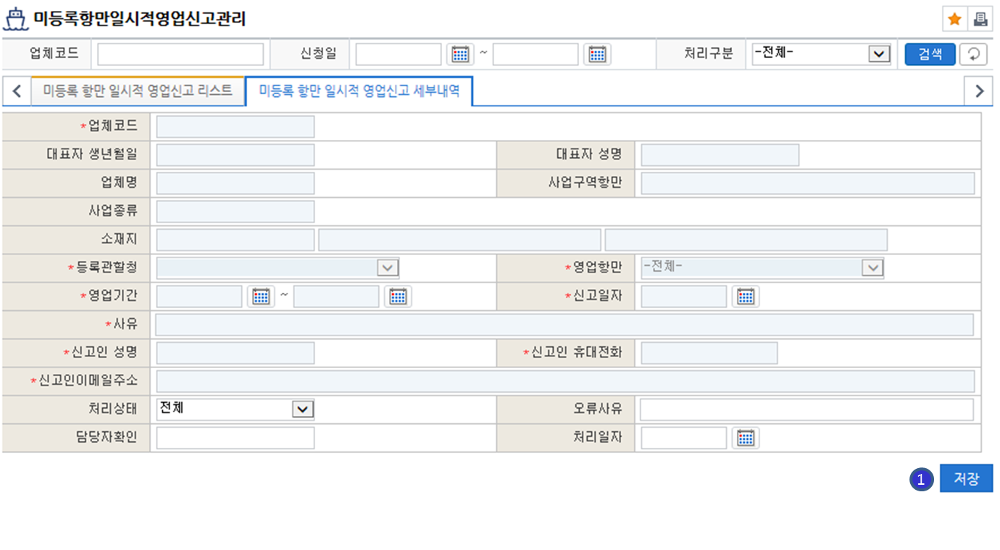 미등록항만일시적영업신고관리
업체코드 신청일 ~ 처리구분 -전체- 검색
미등록 항만 일시적 영업신고 리스트 미등록 항만 일시적 영업신고 세부내역
*업체코드
대표자 생년월일 대표자 성명
업체명 사업구역항만
사업종류
소재지
*등록관할청 *영업항만 -전체-
*영업기간 ~ *신고일자
*사유
*신고인 성명 *신고인 휴대전화
*신고인이메일주소
처리상태 전체 오류사유
담당자확인 처리일자
1 저장